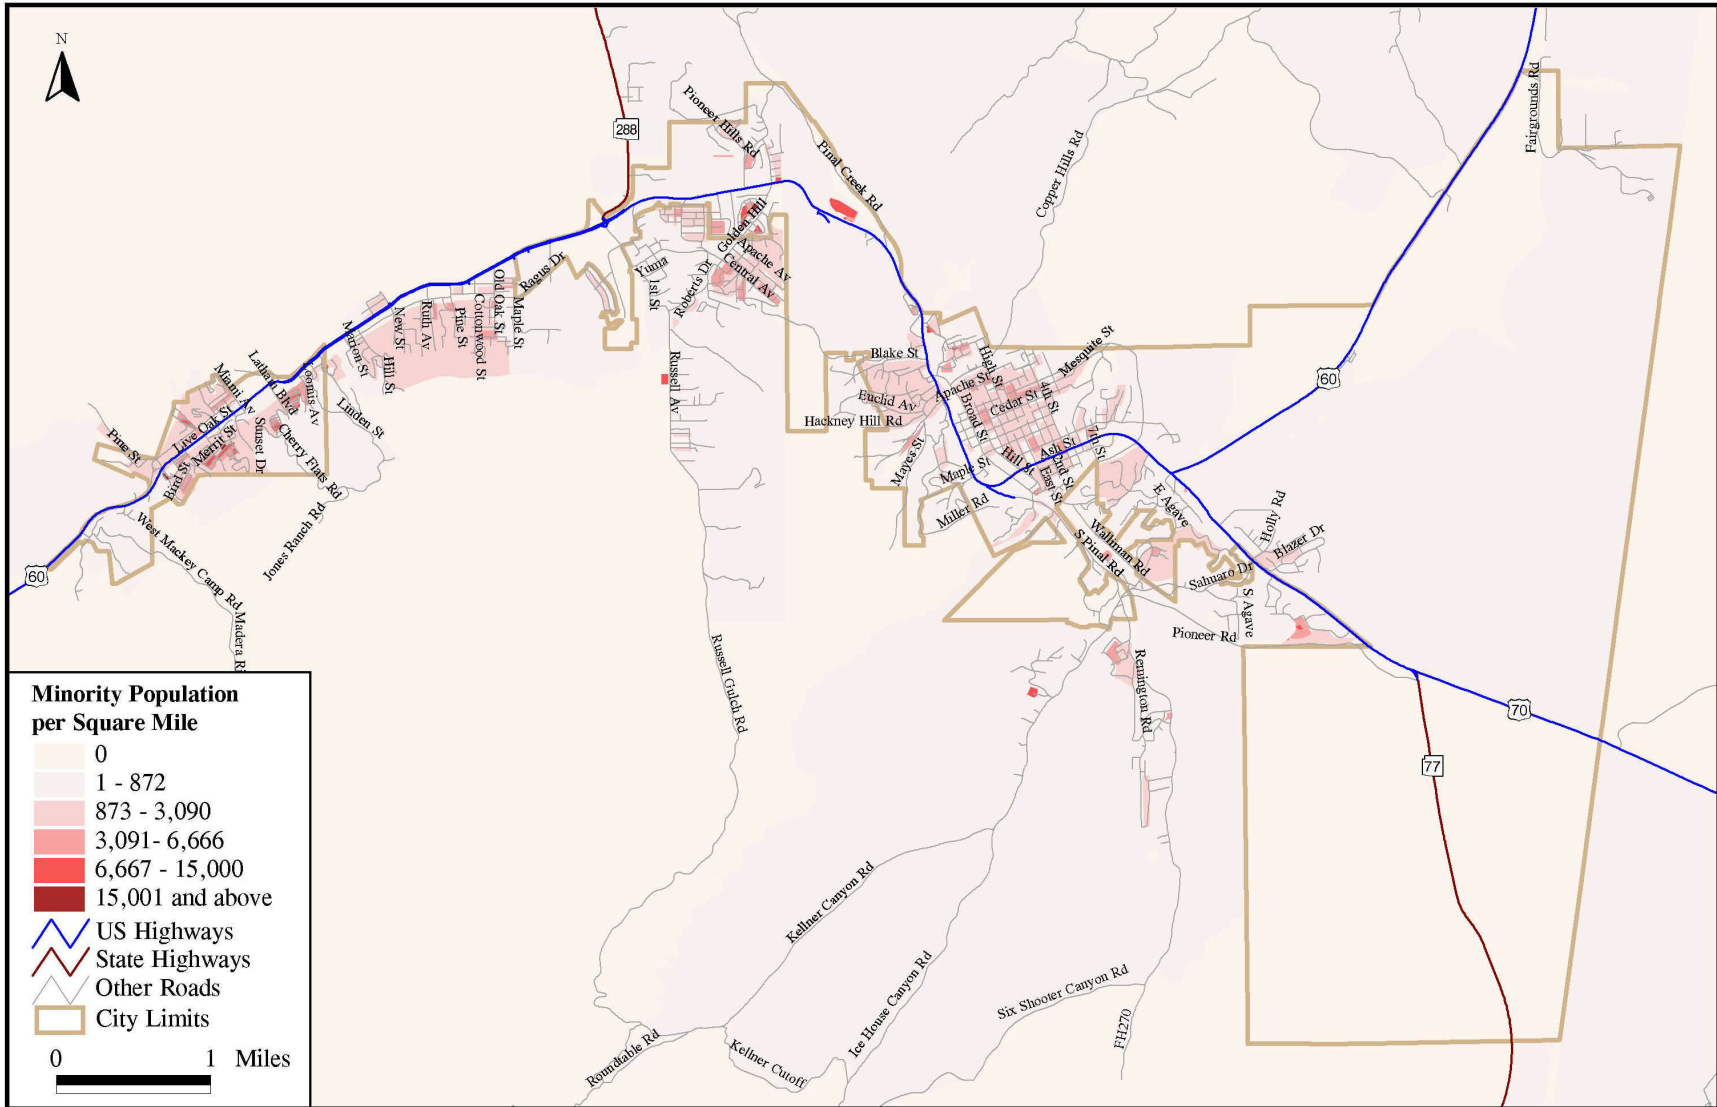 N
288
Pioneer Hills Rd
Pinal Creek Rd
Copper Hills Rd
Fairgrounds Rd
Golden Hill
Apache Av
Central Av
Roberts Dr
Yuma
1st St
Ragus Dr
Old Oak St
Maple St
Cottonwood St
Pine St
Ruth Av
New St
Hill St
Marion St
Latham Blvd
Miami Av
Linden St
Live Oak St
Merrit St
Sunset Dr
Cherry Flats Rd
Pine St
Bird St
Russell Av
Blake St
Euclid Av
Hackney Hill Rd
Mayes St
Maple St
Miller Rd
High St
Apache St
Broad St
Cedar St
4th St
Mesquite St
7th St
Ash St
2nd St
East St
Hill St
60
E Agave
Holly Rd
Blazer Dr
Walliman Rd
S Pinal Rd
Sahuaro Dr
S Agave
Pioneer Rd
60
West Mackey Camp Rd
Jones Ranch Rd
Russell Gulch Rd
Remington Rd
70
77
Kellner Canyon Rd
Ice House Canyon Rd
Six Shooter Canyon Rd
FH270
Roundtable Rd
Kellner Cutoff
Minority Population
per Square Mile
0
1 - 872
873 - 3,090
3,091- 6,666
6,667 - 15,000
15,001 and above
US Highways
State Highways
Other Roads
City Limits
0 1 Miles